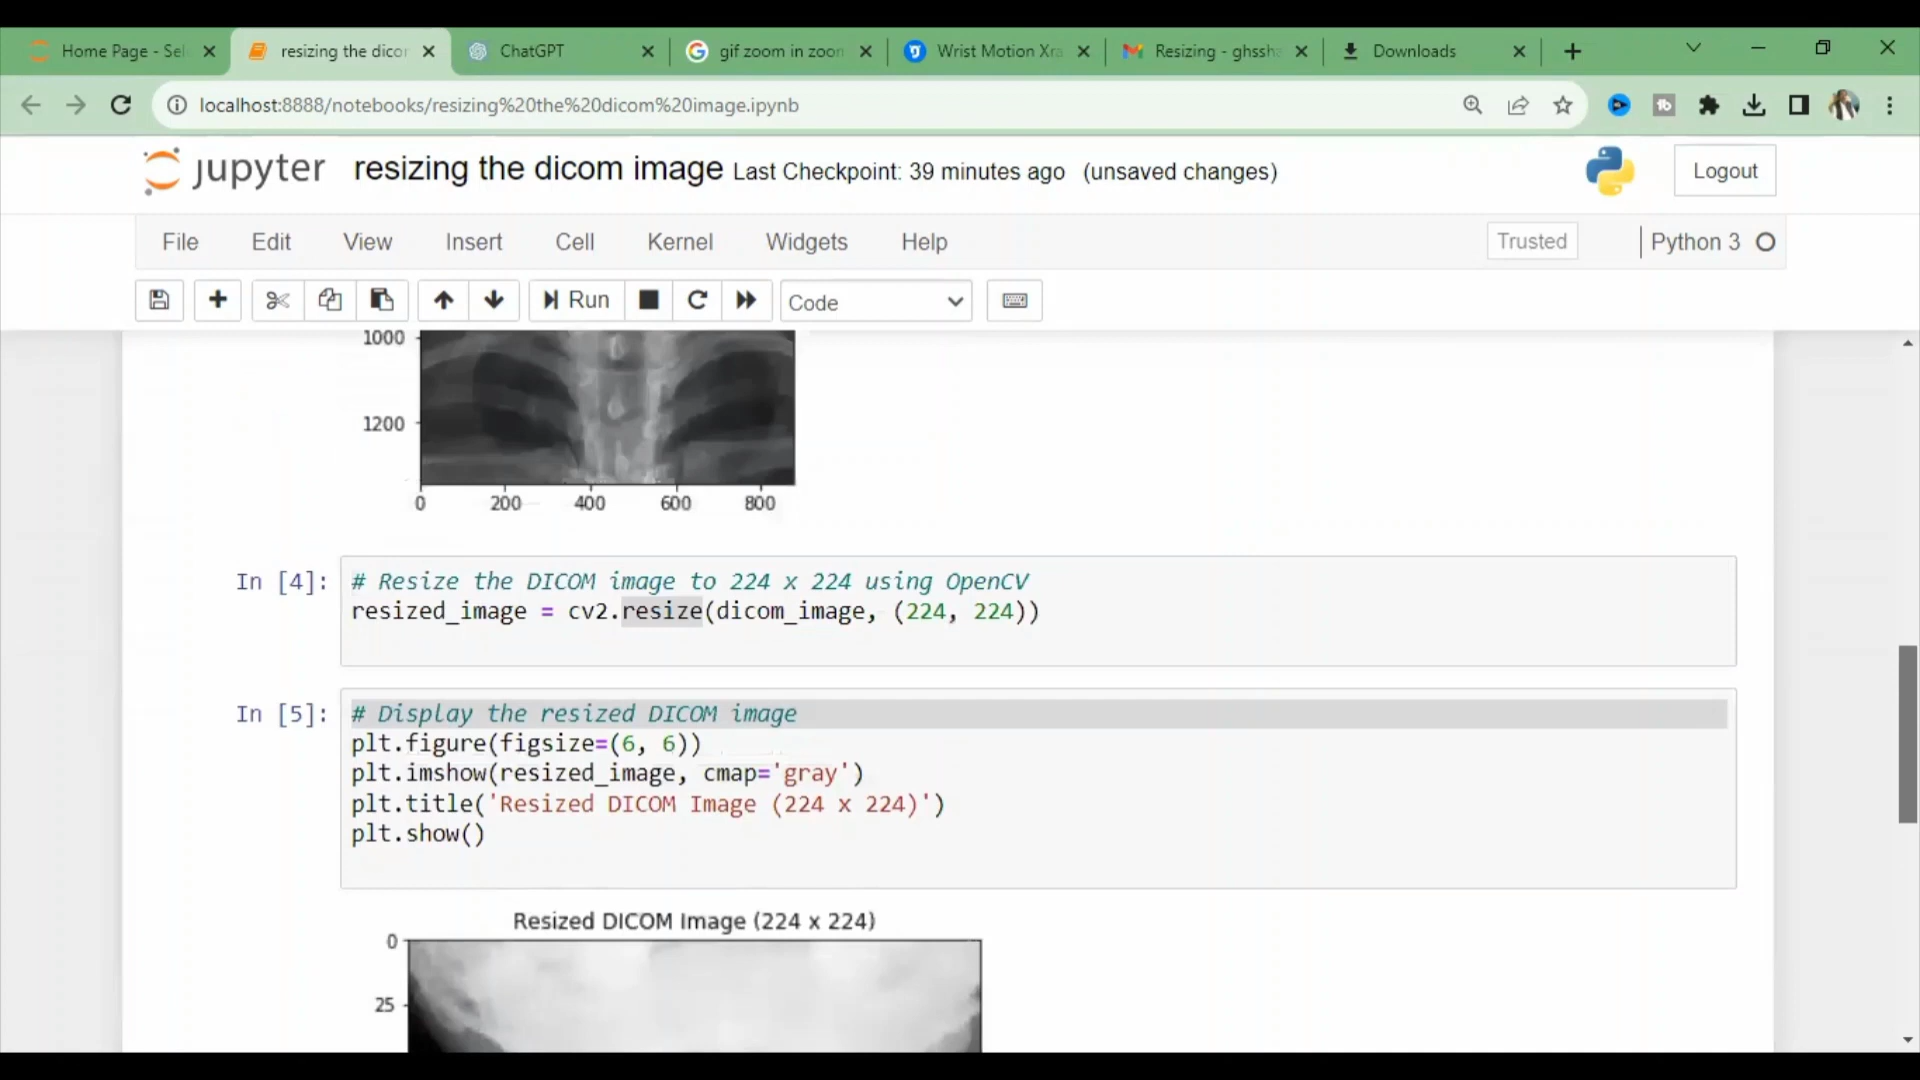 Home Page - Sel
resizing the dicor
ChatGPT
gif zoom in zoon
Wrist Motion Xra
Resizing - ghssha
Downloads
localhost:8888/notebooks/resizing%20the%20dicom%20image.ipynb
jupyter resizing the dicom image Last Checkpoint: 39 minutes ago (unsaved changes)
Logout
File Edit View Insert Cell Kernel Widgets Help
Trusted
Python 3
Run
Code
1000
1200
0 200 400 600 800
In [4]:
# Resize the DICOM image to 224 x 224 using OpenCV
resized_image = cv2.resize(dicom_image, (224, 224))
In [5]:
# Display the resized DICOM image
plt.figure(figsize=(6, 6))
plt.imshow(resized_image, cmap='gray')
plt.title('Resized DICOM Image (224 x 224)')
plt.show()
Resized DICOM Image (224 x 224)
0
25